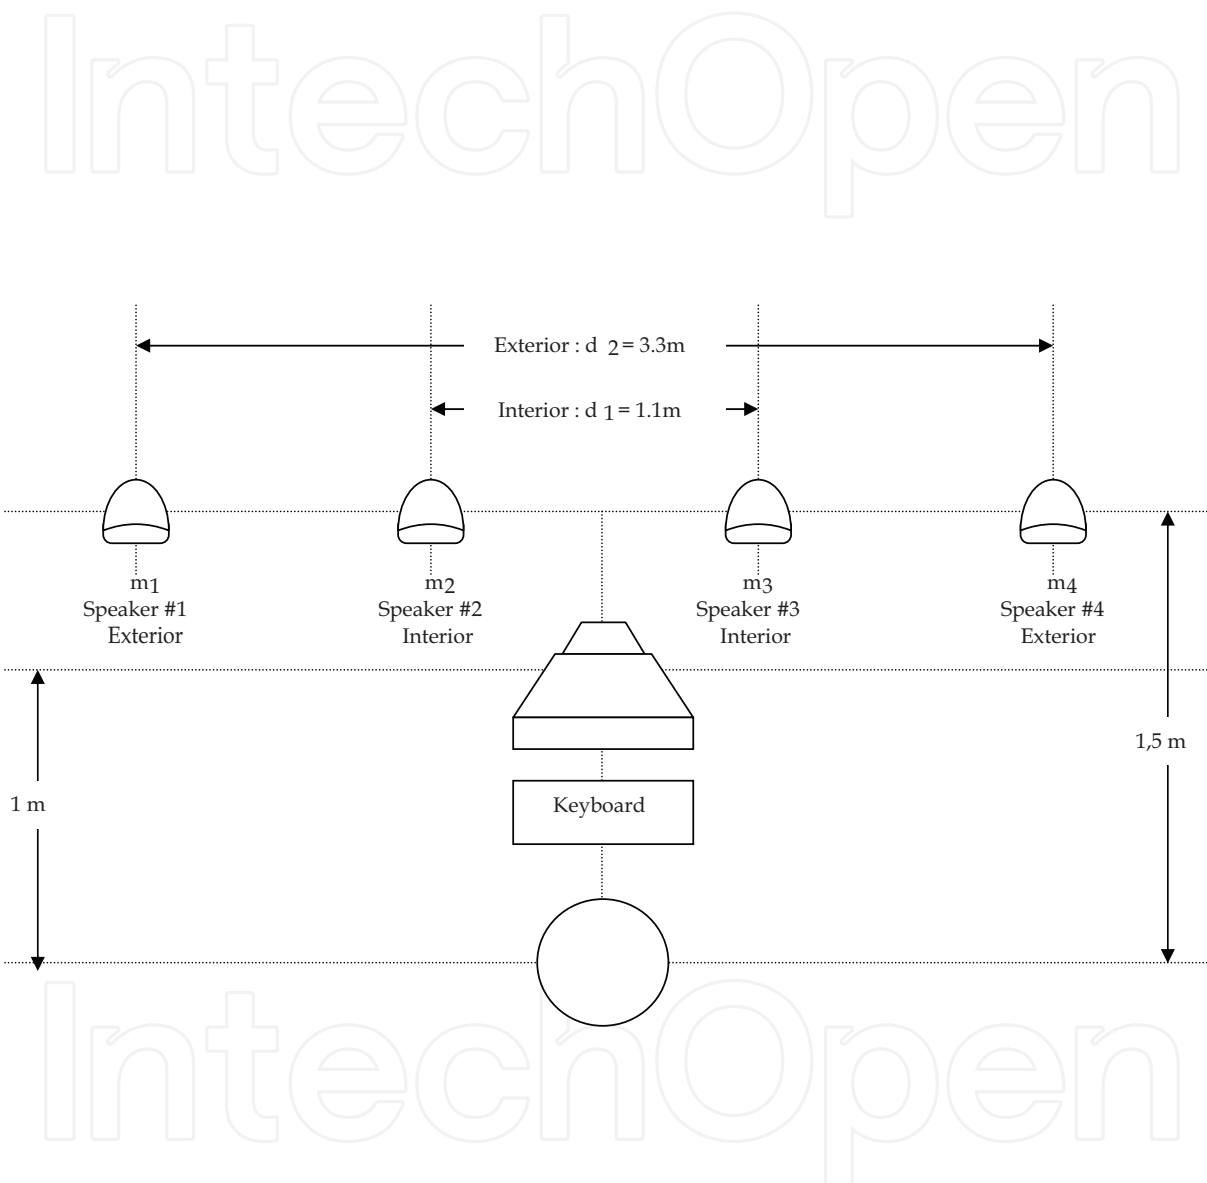 IntechOpen
Exterior : d 2 = 3.3m
Interior : d 1 = 1.1m
m1 m2 m3 m4
Speaker #1 Speaker #2 Speaker #3 Speaker #4
Exterior Interior Interior Exterior
1,5 m
1 m
Keyboard
IntechOpen